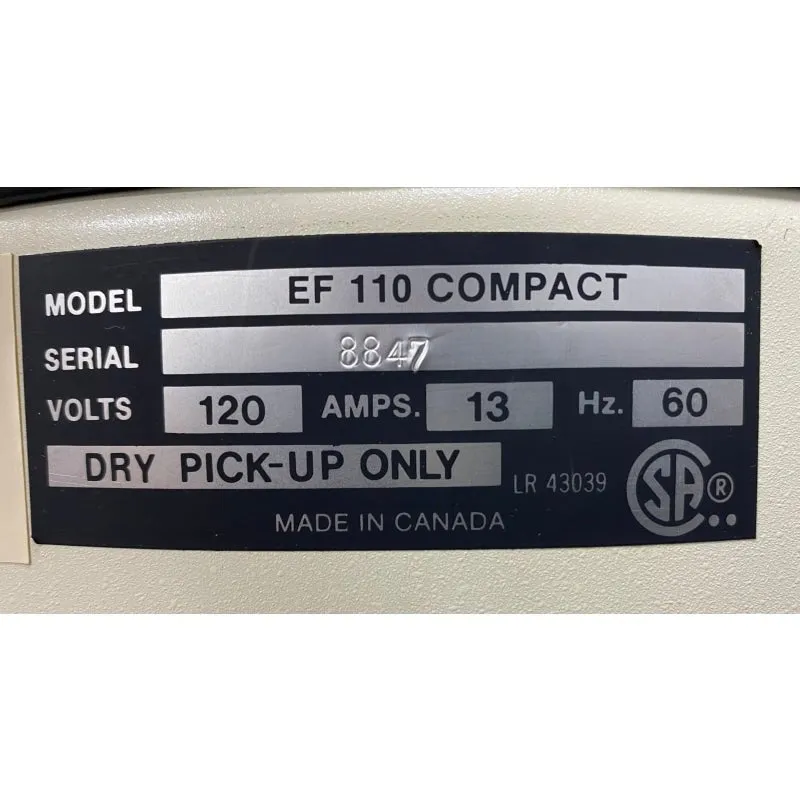 MODEL EF 110 COMPACT
SERIAL 8847
VOLTS 120 AMPS. 13 Hz. 60
DRY PICK-UP ONLY LR 43039 SA ®
MADE IN CANADA